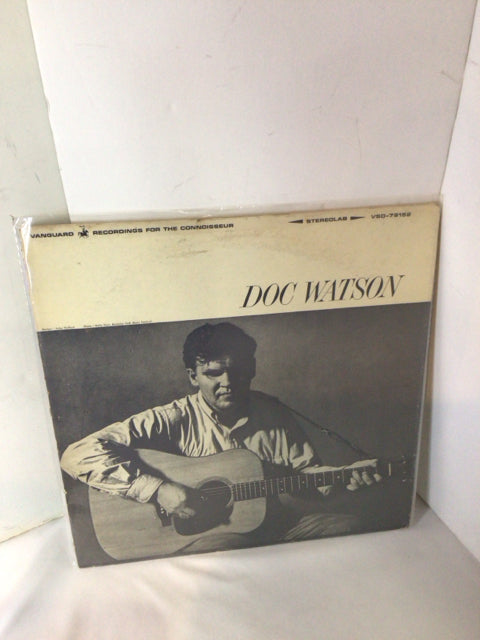 VANGUARD RECORDINGS FOR THE CONNOISSEUR
STEREOLAB VSD-79152
DOC WATSON